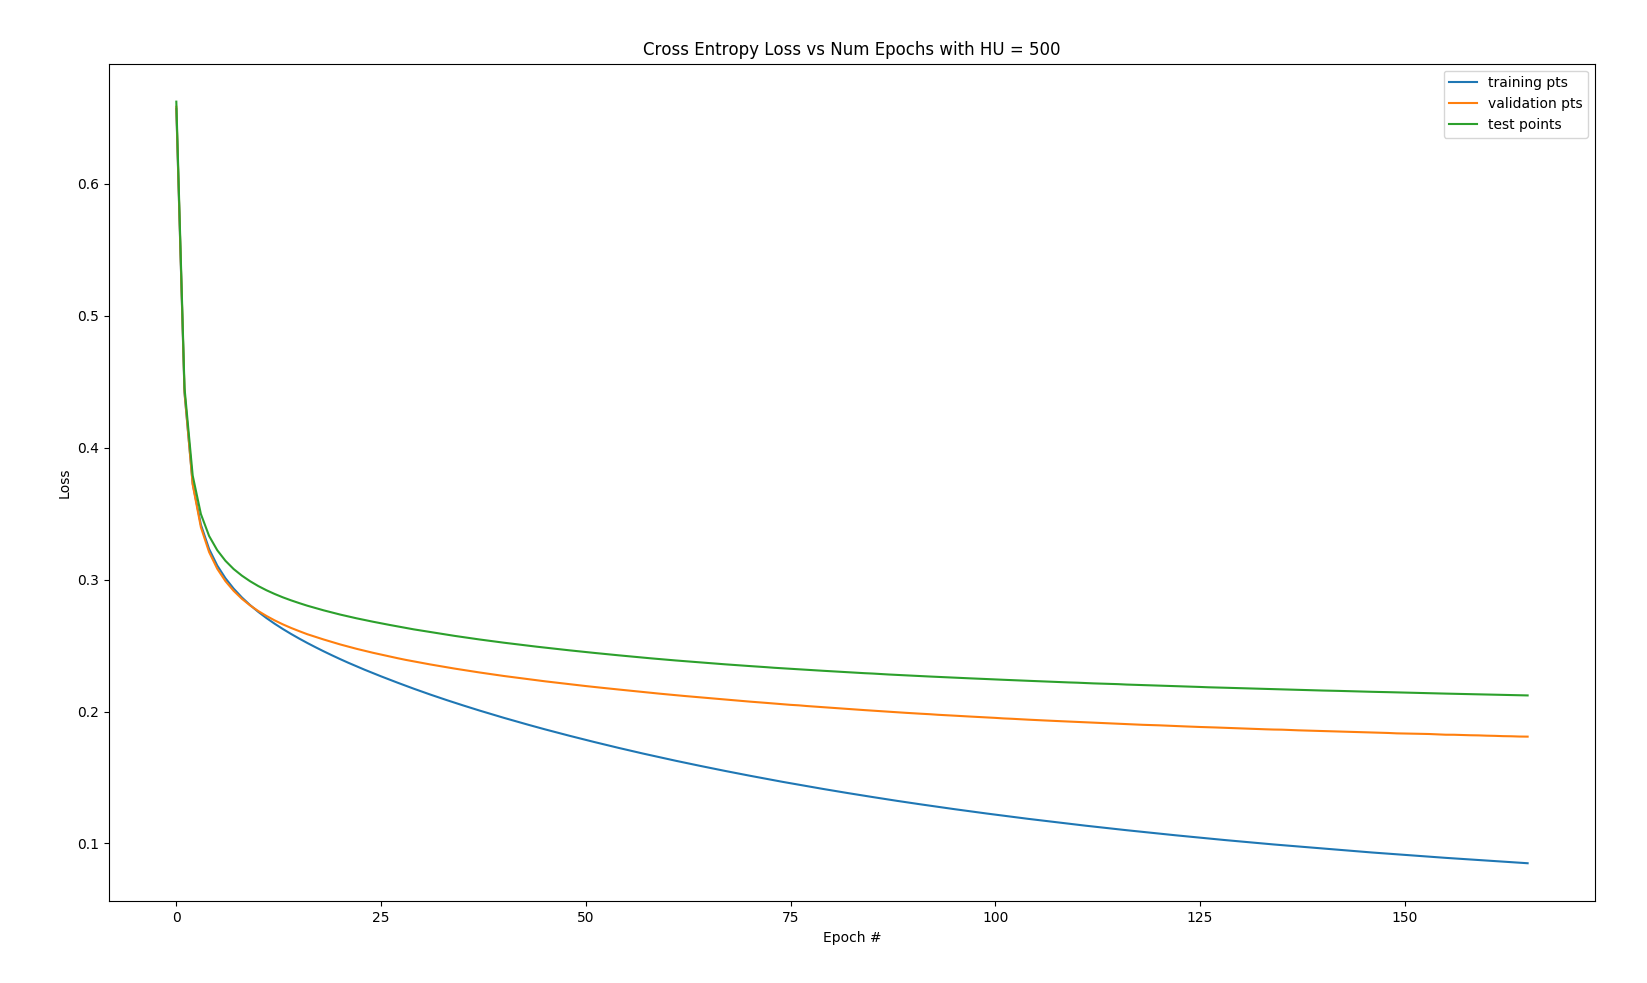 Cross Entropy Loss vs Num Epochs with HU = 500
training pts
validation pts
test points
0.6
0.5
0.4
0.3
0.2
0.1
Loss
0 25 50 75 100 125 150
Epoch #